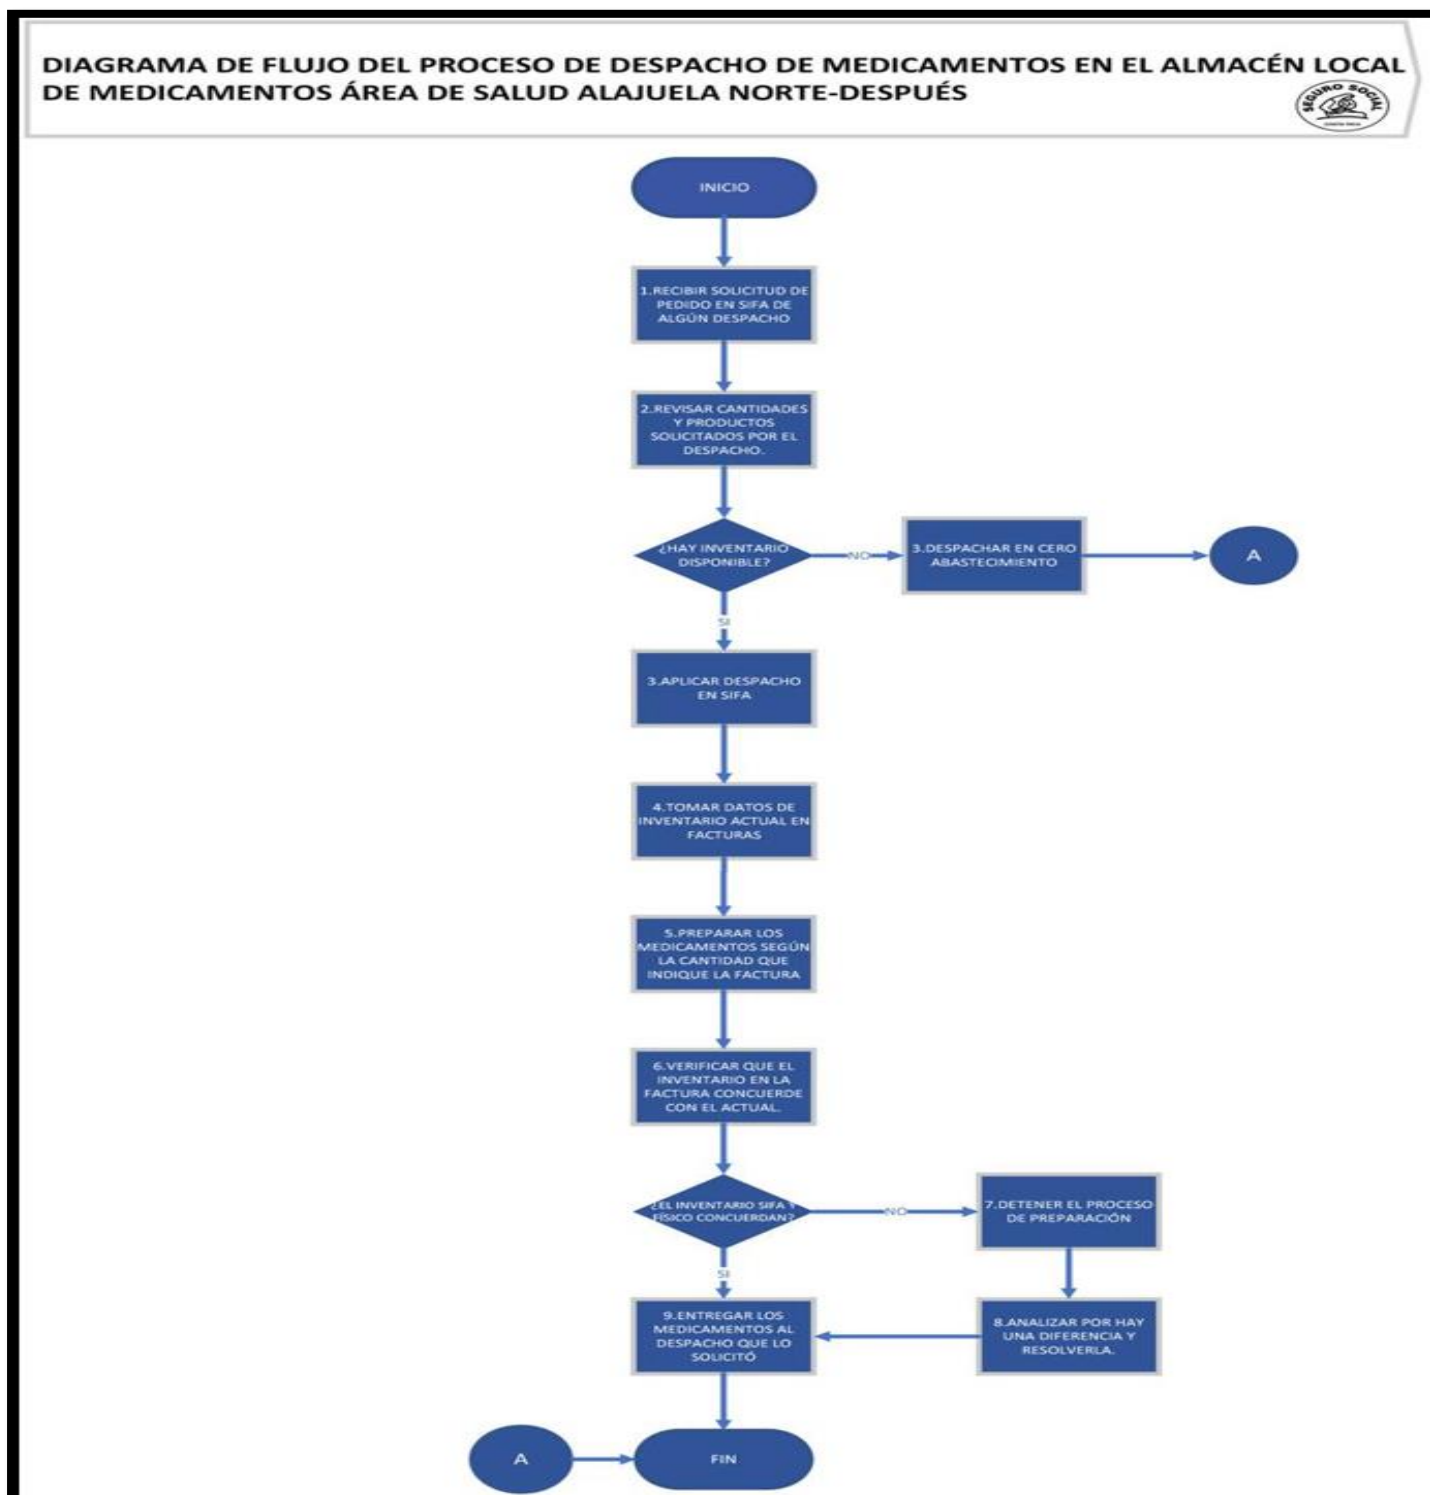 DIAGRAMA DE FLUJO DEL PROCESO DE DESPACHO DE MEDICAMENTOS EN EL ALMACÉN LOCAL
DE MEDICAMENTOS ÁREA DE SALUD ALAJUELA NORTE-DESPUÉS
SEGURO SOCIAL
COSTA RICA
INICIO
1.RECIBIR SOLICITUD DE
PEDIDO EN SIFA DE
ALGÚN DESPACHO
2.REVISAR CANTIDADES
Y PRODUCTOS
SOLICITADOS POR EL
DESPACHO.
¿HAY INVENTARIO
DISPONIBLE?
NO
3.DESPACHAR EN CERO
ABASTECIMIENTO
A
SI
3.APLICAR DESPACHO
EN SIFA
4.TOMAR DATOS DE
INVENTARIO ACTUAL EN
FACTURAS
5.PREPARAR LOS
MEDICAMENTOS SEGÚN
LA CANTIDAD QUE
INDIQUE LA FACTURA
6.VERIFICAR QUE EL
INVENTARIO EN LA
FACTURA CONCUERDE
CON EL ACTUAL.
¿EL INVENTARIO SIFA Y
FÍSICO CONCUERDAN?
NO
7.DETENER EL PROCESO
DE PREPARACIÓN
SI
8.ANALIZAR POR HAY
UNA DIFERENCIA Y
RESOLVERLA.
9.ENTREGAR LOS
MEDICAMENTOS AL
DESPACHO QUE LO
SOLICITÓ
A
FIN